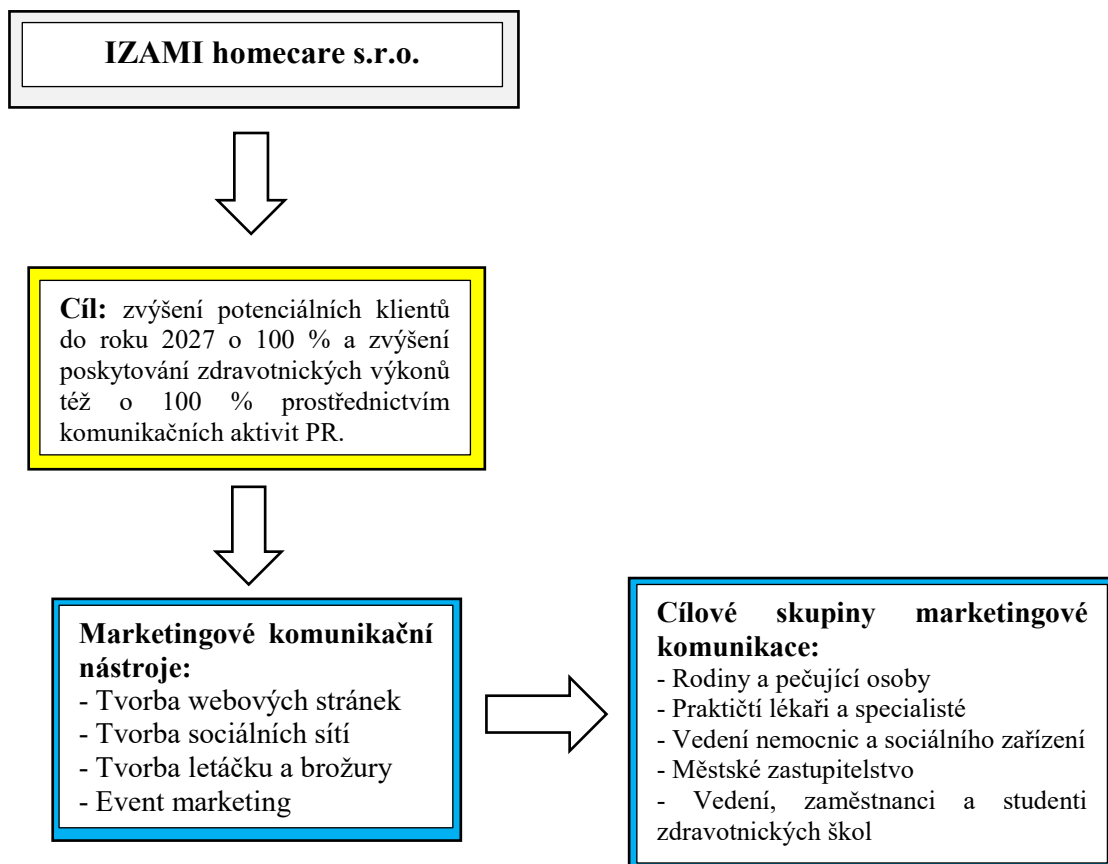 IZAMI homecare s.r.o.
Cíl: zvýšení potenciálních klientů
do roku 2027 o 100 % a zvýšení
poskytování zdravotnických výkonů
též o 100 % prostřednictvím
komunikačních aktivit PR.
Marketingové komunikační
nástroje:
- Tvorba webových stránek
- Tvorba sociálních sítí
- Tvorba letáčku a brožury
- Event marketing
Cílové skupiny marketingové
komunikace:
- Rodiny a pečující osoby
- Praktičtí lékaři a specialisté
- Vedení nemocnic a sociálního zařízení
- Městské zastupitelstvo
- Vedení, zaměstnanci a studenti
zdravotnických škol